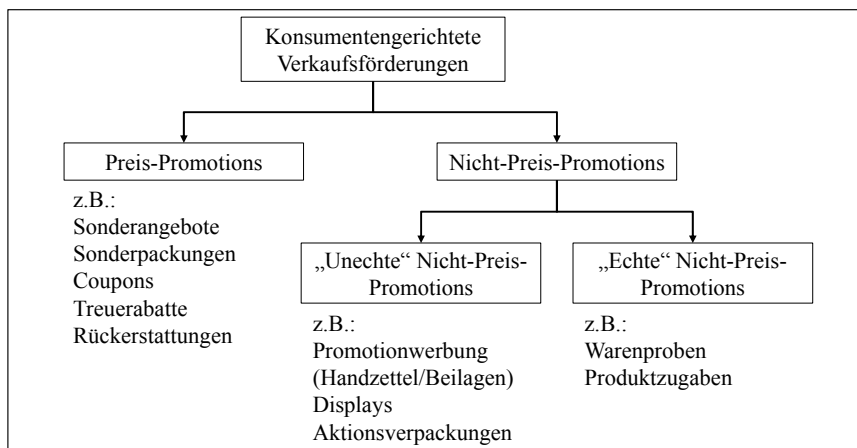 Konsumentengerichtete
Verkaufsförderungen
Preis-Promotions
Nicht-Preis-Promotions
z.B.:
Sonderangebote
Sonderpackungen
Coupons
Treuerabatte
Rückerstattungen
„Unechte“ Nicht-Preis-
Promotions
„Echte“ Nicht-Preis-
Promotions
z.B.:
Promotionwerbung
(Handzettel/Beilagen)
Displays
Aktionsverpackungen
z.B.:
Warenproben
Produktzugaben